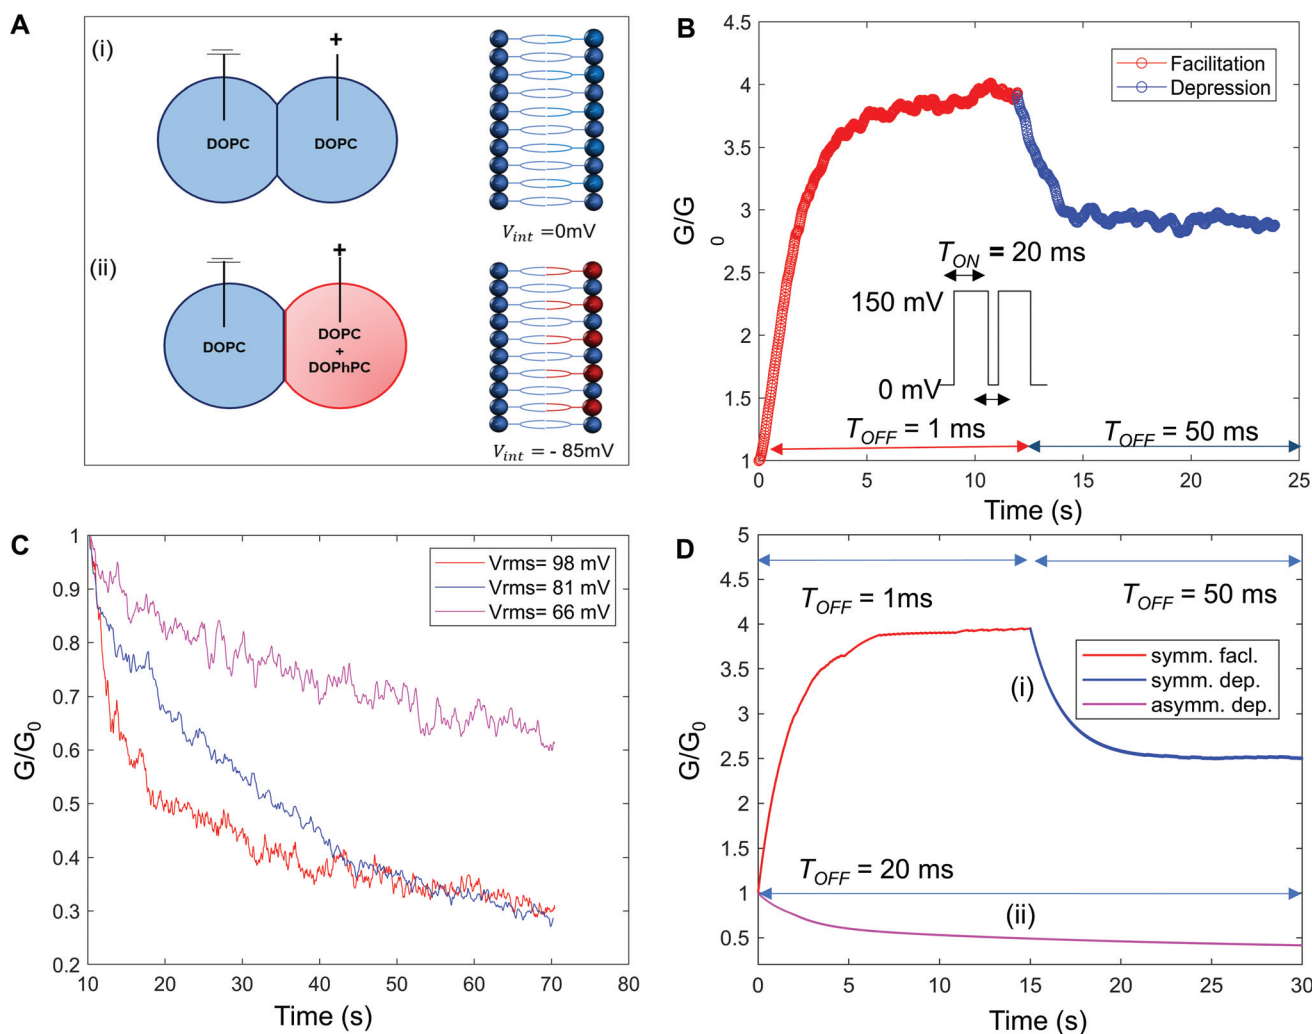 A
(i)
+
DOPC
DOPC
V_int =0mV
(ii)
+
DOPC
DOPC
+
DOPhPC
V_int = - 85mV
B
4.5
4
3.5
3
2.5
2
1.5
1
G/G
0
Facilitation
Depression
T_ON = 20 ms
150 mV
0 mV
T_OFF = 1 ms
T_OFF = 50 ms
0
5
10
15
20
25
Time (s)
C
1
0.9
0.8
0.7
0.6
0.5
0.4
0.3
0.2
G/G_0
Vrms= 98 mV
Vrms= 81 mV
Vrms= 66 mV
10
20
30
40
50
60
70
80
Time (s)
D
5
4.5
4
3.5
3
2.5
2
1.5
1
0.5
G/G_0
T_OFF = 1ms
T_OFF = 50 ms
symm. facl.
symm. dep.
asymm. dep.
(i)
T_OFF = 20 ms
(ii)
0
5
10
15
20
25
30
Time (s)